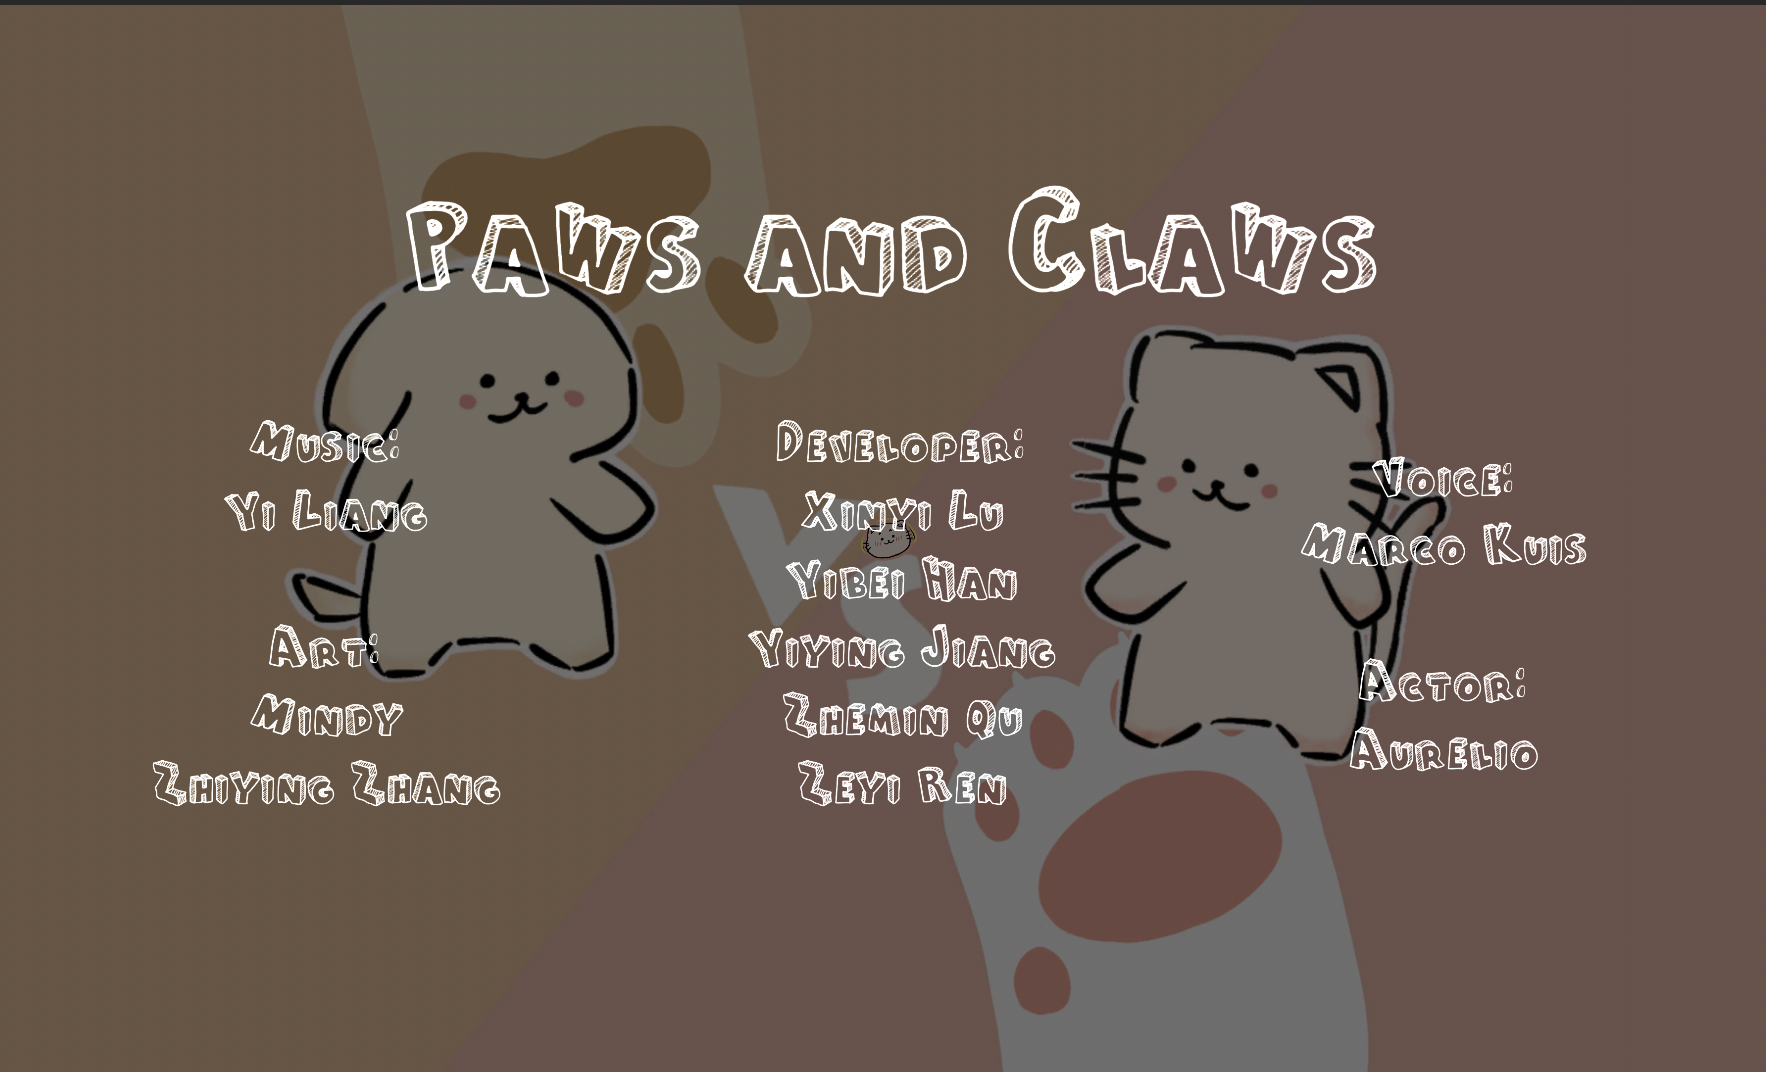 Paws and Claws
Music:
Yi Liang
Art:
Mindy
Zhiying Zhang
Developer:
Xinyi Lu
Yibei Han
Yiying Jiang
Zhemin Qu
Zeyi Ren
Voice:
Marco Kuis
Actor:
Aurelio
VS